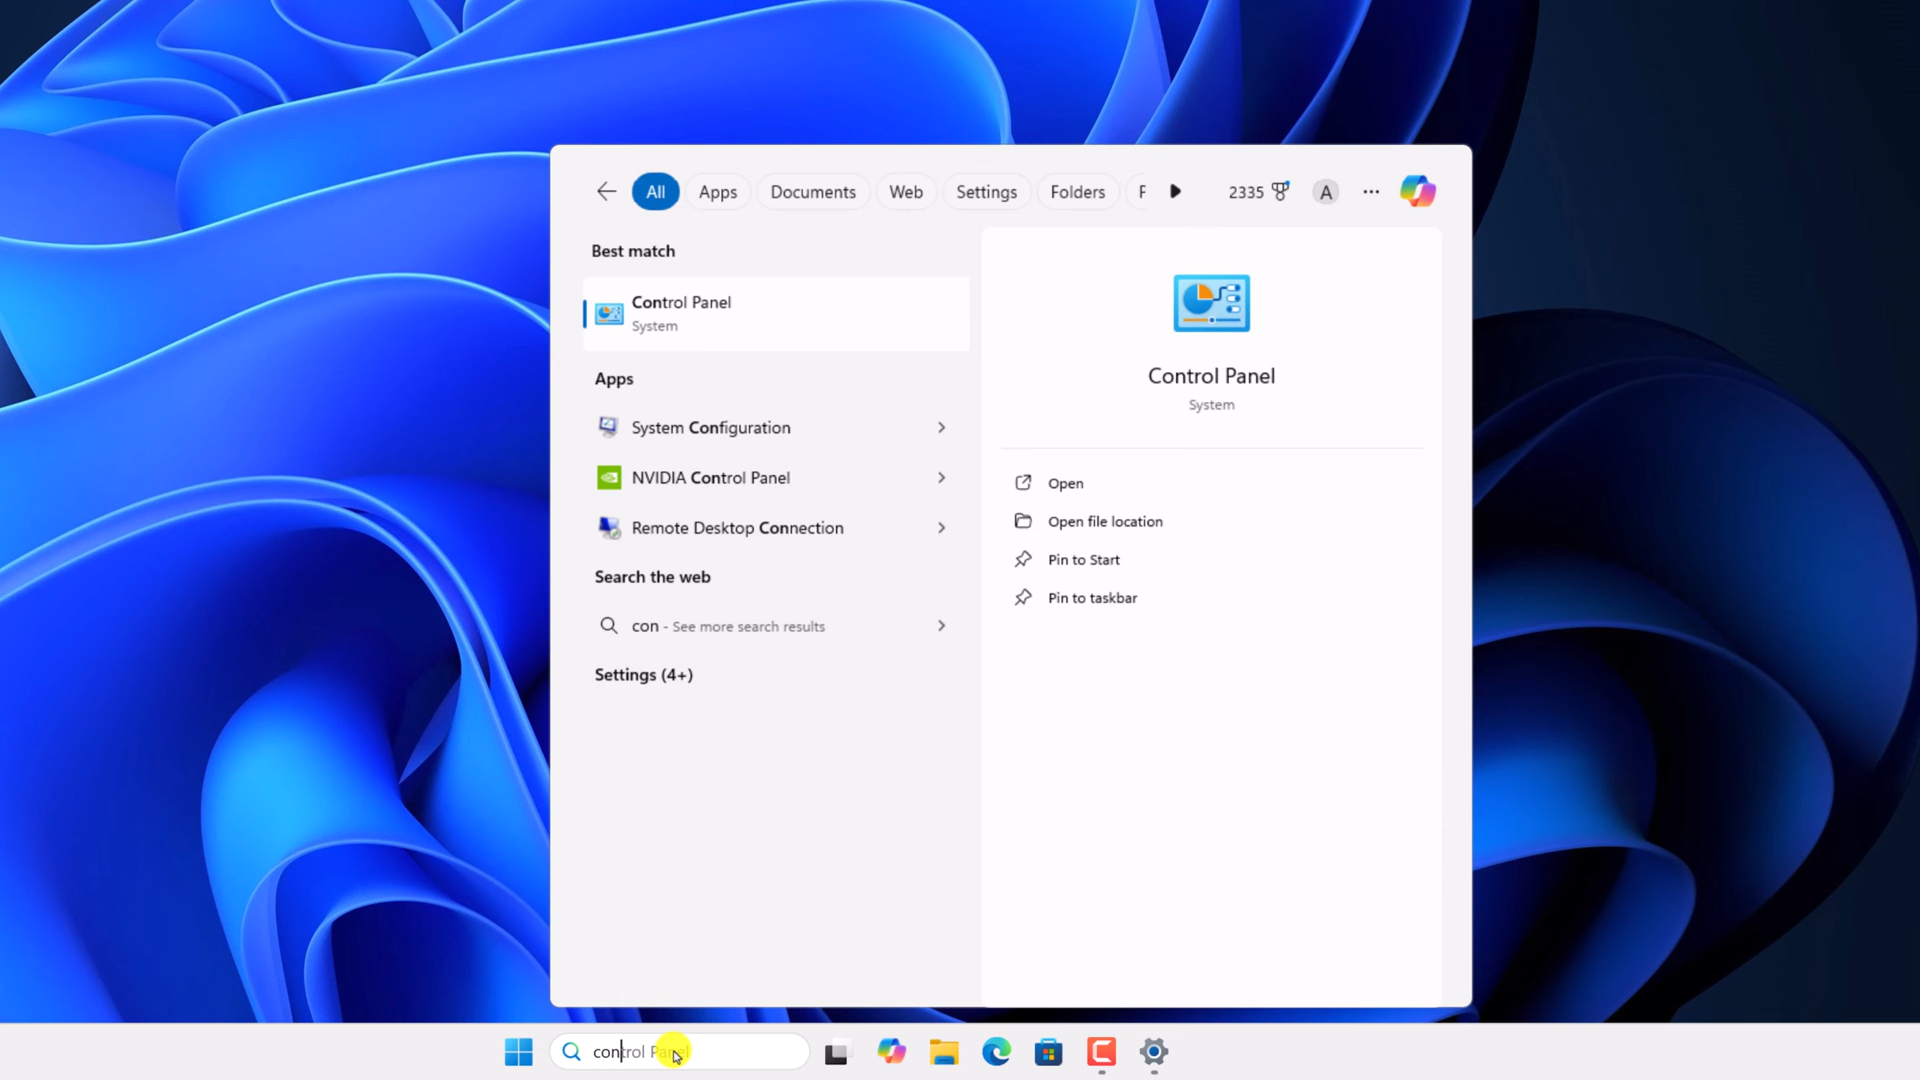 All
Apps
Documents
Web
Settings
Folders
2335
A
Best match
Control Panel
System
Apps
System Configuration
NVIDIA Control Panel
Remote Desktop Connection
Search the web
con - See more search results
Settings (4+)
Control Panel
System
Open
Open file location
Pin to Start
Pin to taskbar
control Panel